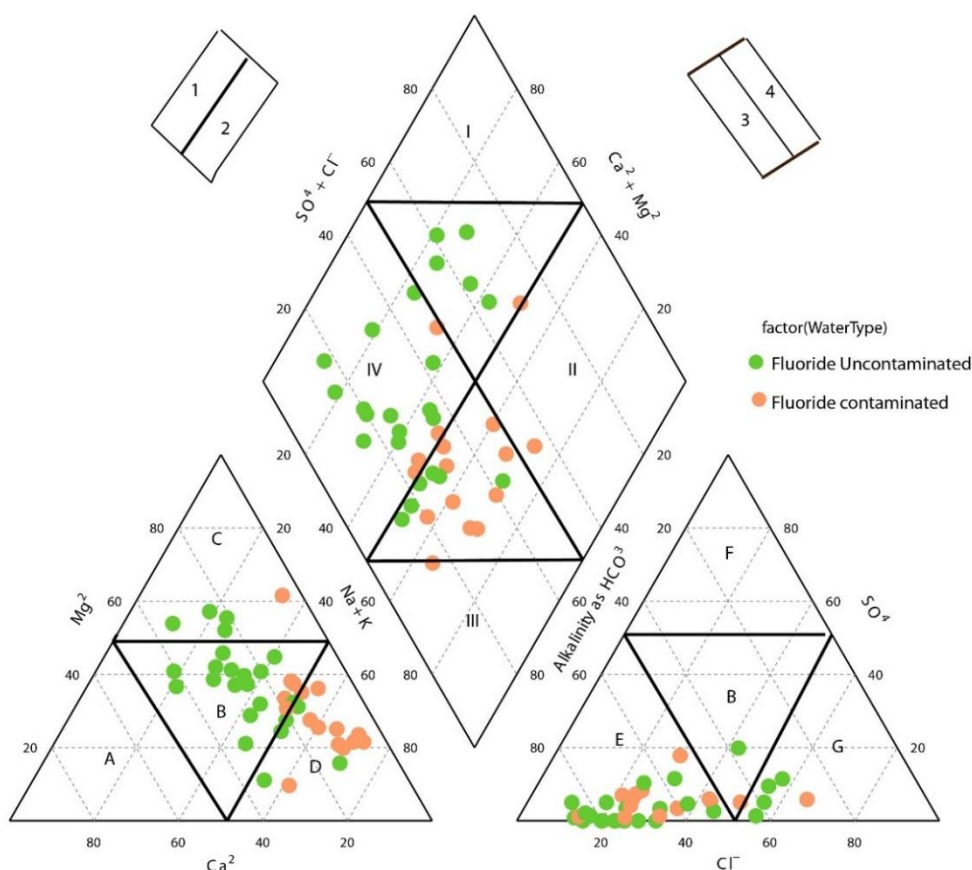 1
2
4
3
80
80
I
60
60
SO⁴ + Cl⁻
Ca² + Mg²
40
40
20
20
factor(WaterType)
Fluoride Uncontaminated
IV
II
Fluoride contaminated
20
20
80
C
20
40
40
80
F
60
40
Mg²
Na+K
60
60
Alkalinity as HCO³
40
60
SO⁴
III
40
60
60
40
B
80
80
B
20
A
D
80
80
E
G
20
80
60
40
20
20
40
60
80
Ca²
Cl⁻